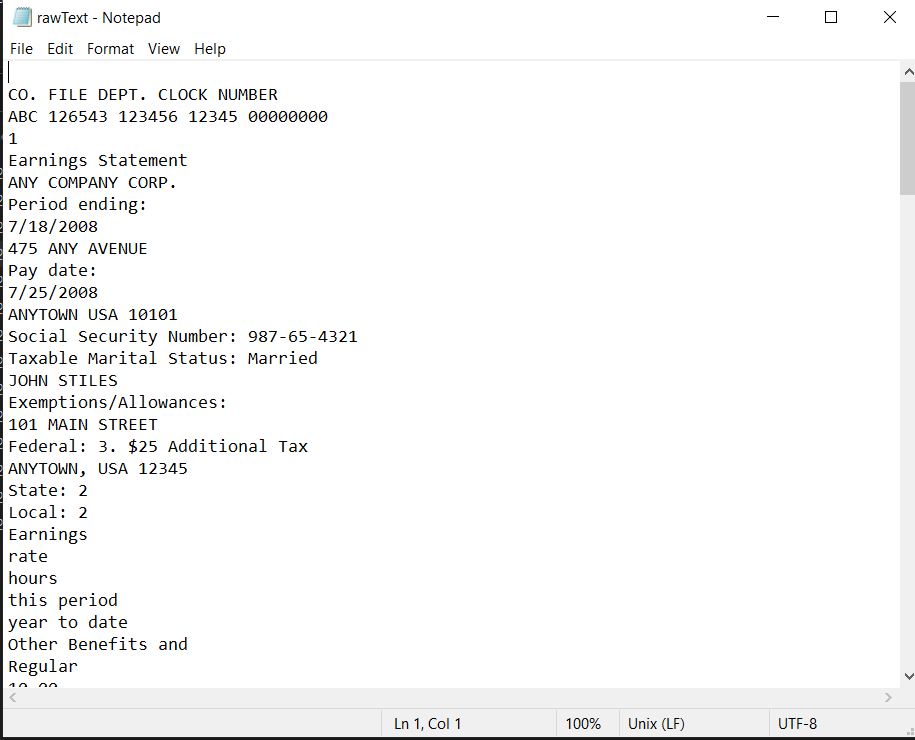 rawText - Notepad
File Edit Format View Help
CO. FILE DEPT. CLOCK NUMBER
ABC 126543 123456 12345 00000000
1
Earnings Statement
ANY COMPANY CORP.
Period ending:
7/18/2008
475 ANY AVENUE
Pay date:
7/25/2008
ANYTOWN USA 10101
Social Security Number: 987-65-4321
Taxable Marital Status: Married
JOHN STILES
Exemptions/Allowances:
101 MAIN STREET
Federal: 3. $25 Additional Tax
ANYTOWN, USA 12345
State: 2
Local: 2
Earnings
rate
hours
this period
year to date
Other Benefits and
Regular
Ln 1, Col 1 100% Unix (LF) UTF-8